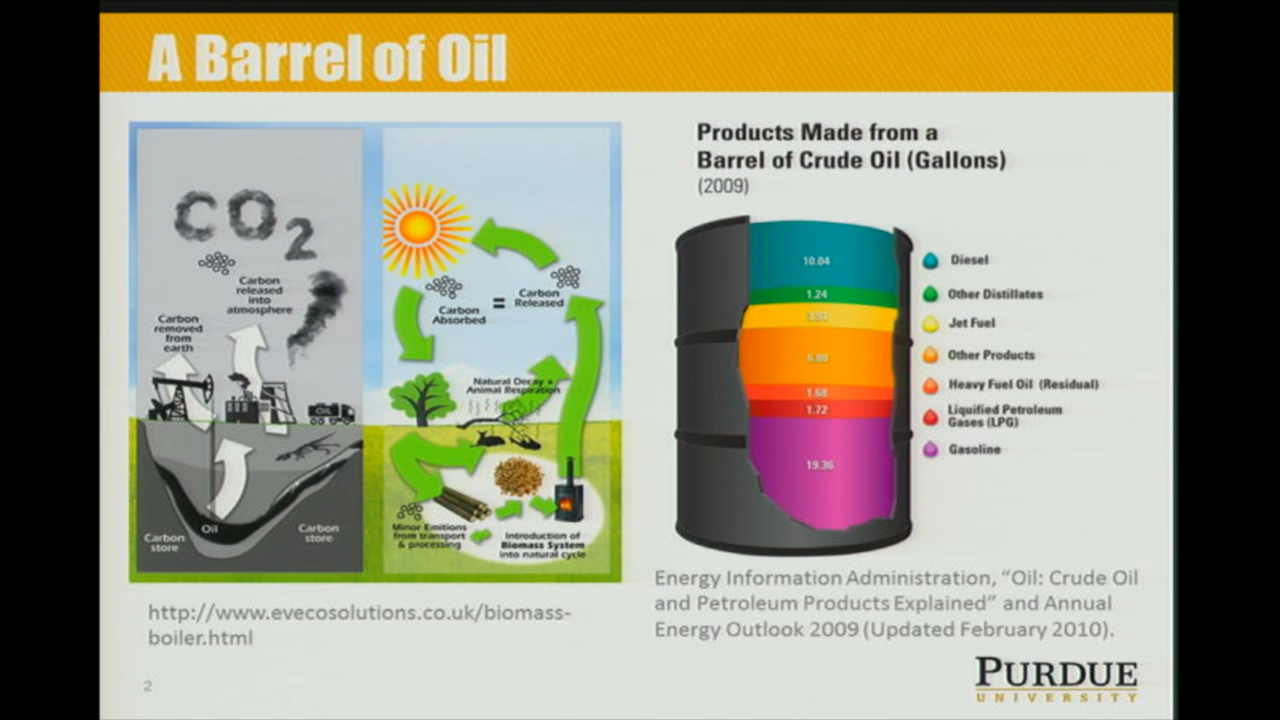 A Barrel of Oil
CO2
Carbon
released
into
atmosphere
Carbon
removed
from
earth
OIL
Oil
Carbon
store
Carbon
store
Carbon
Absorbed
=
Carbon
Released
Natural Decay +
Animal Respiration
Minor Emitions
from transport
& processing
Introduction of
Biomass System
into natural cycle
http://www.evecosolutions.co.uk/biomass-
boiler.html
Products Made from a
Barrel of Crude Oil (Gallons)
(2009)
10.04
1.24
6.80
1.68
1.72
19.36
Diesel
Other Distillates
Jet Fuel
Other Products
Heavy Fuel Oil (Residual)
Liquified Petroleum
Gases (LPG)
Gasoline
Energy Information Administration, “Oil: Crude Oil
and Petroleum Products Explained” and Annual
Energy Outlook 2009 (Updated February 2010).
2
PURDUE
UNIVERSITY